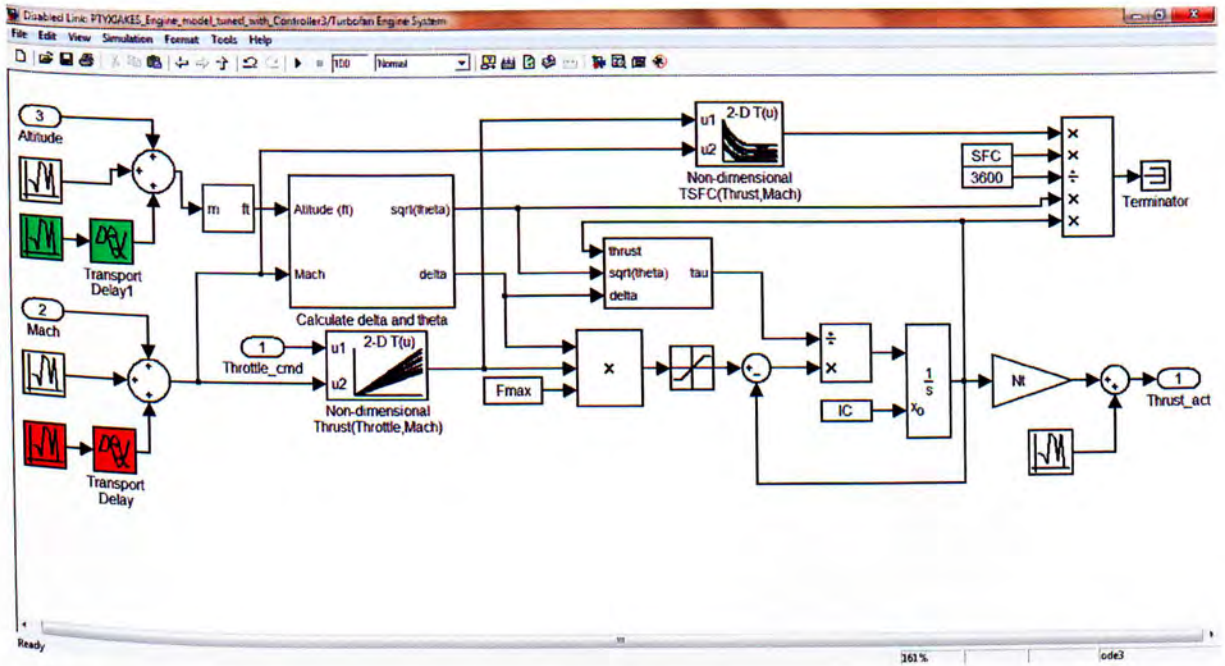 Disabled Link: PTYXIAKES_Engine_model_tuned_with_Controller3/Turbofan Engine System
File Edit View Simulation Format Tools Help
100 Normal
3
Altitude
Transport
Delay1
2
Mach
Transport
Delay
m ft
Altitude (ft) sqrt(theta)
Mach delta
Calculate delta and theta
1
Throttle_cmd
u1 2-D T(u)
u2
Non-dimensional
Thrust(Throttle,Mach)
u1 2-D T(u)
u2
Non-dimensional
TSFC(Thrust,Mach)
thrust
sqrt(theta) tau
delta
Fmax
×
÷
×
IC
1
s
xo
SFC
3600
×
×
÷
×
×
Terminator
Nt
1
Thrust_act
Ready
161%
ode3